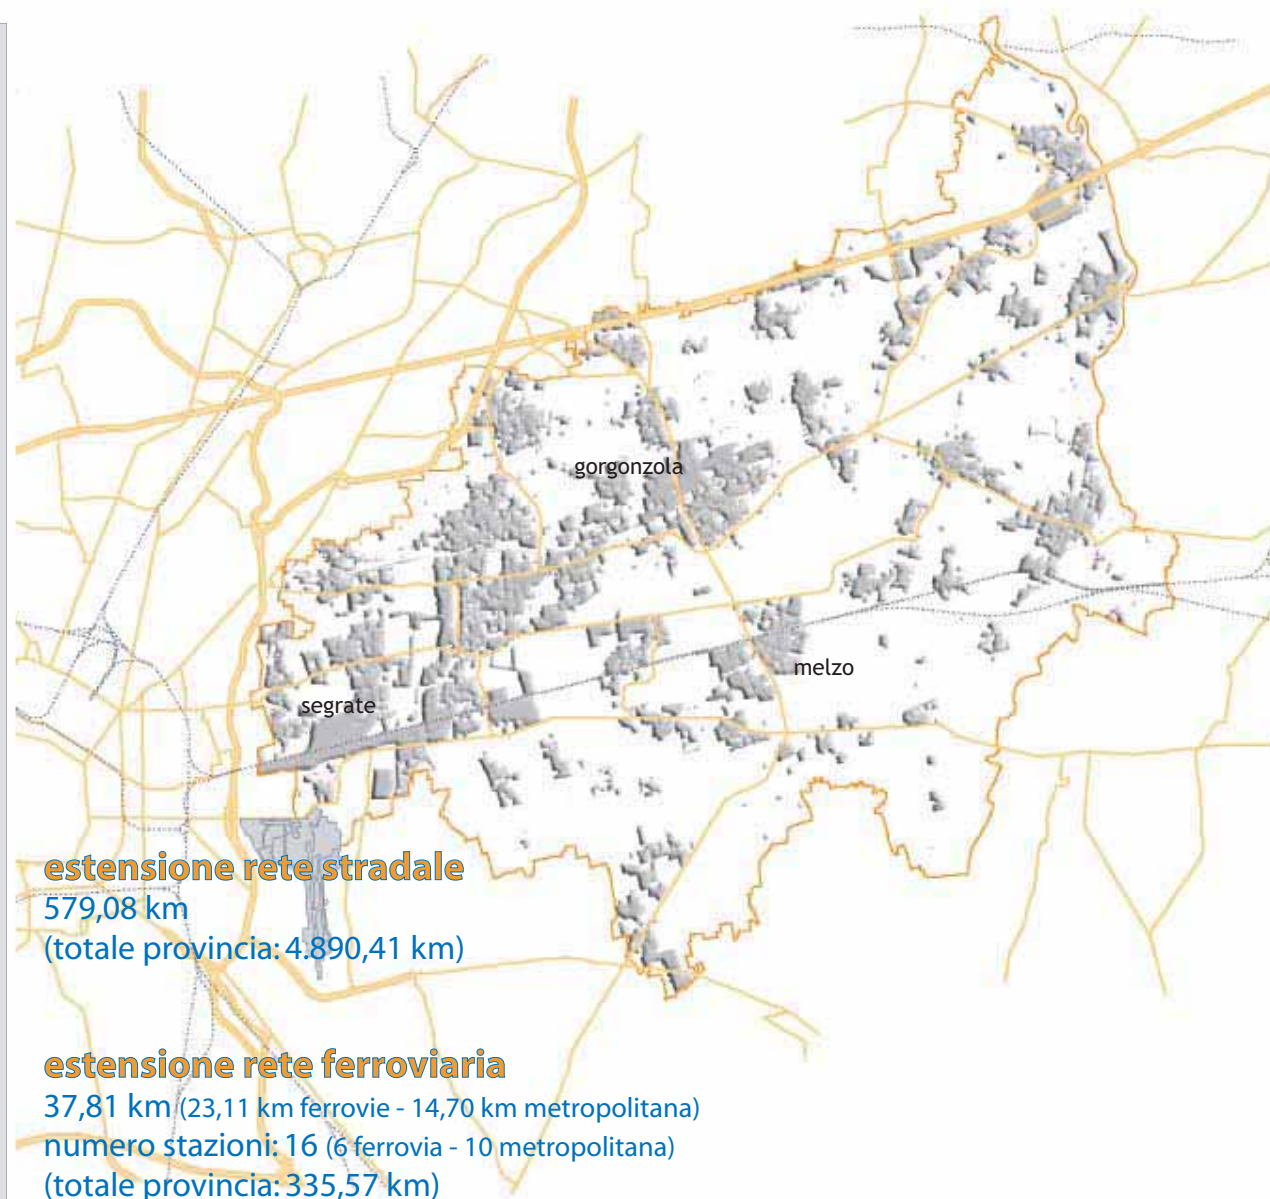 gorgonzola
melzo
segrate
estensione rete stradale
579,08 km
(totale provincia: 4.890,41 km)
estensione rete ferroviaria
37,81 km (23,11 km ferrovie - 14,70 km metropolitana)
numero stazioni: 16 (6 ferrovia - 10 metropolitana)
(totale provincia: 335,57 km)